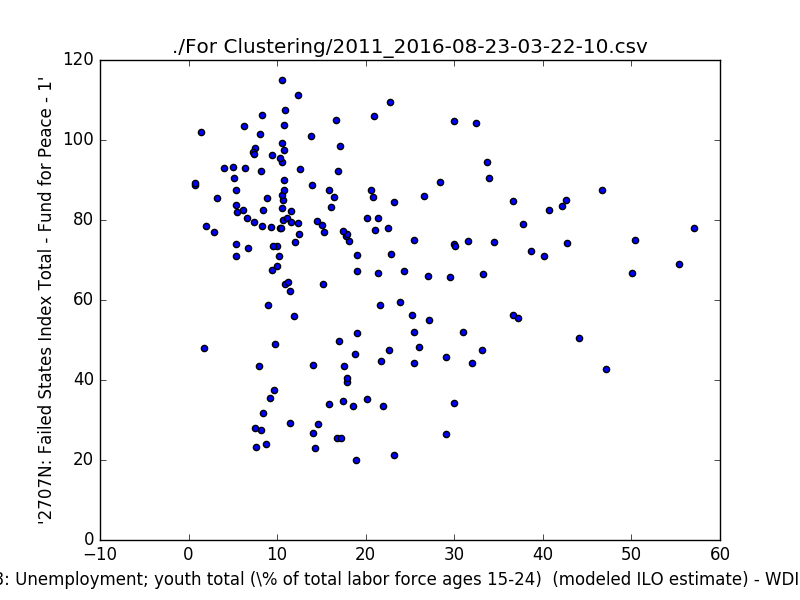 ./For Clustering/2011_2016-08-23-03-22-10.csv
120
100
80
60
40
20
0
'2707N: Failed States Index Total - Fund for Peace - 1'
−10 0 10 20 30 40 50 60
: Unemployment; youth total (\% of total labor force ages 15-24) (modeled ILO estimate) - WDI